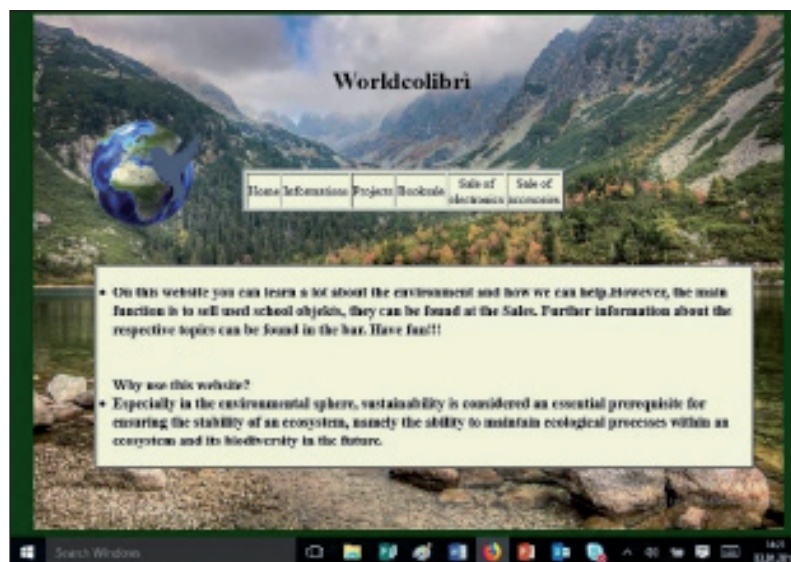 Worldcolibri
Home Informations Projects Booksale Sale of electronics Sale of accesories
On this website you can learn a lot about the environment and how we can help.However, the main
function is to sell used school objekts, they can be found at the Sales. Further information about the
respective topics can be found in the bar. Have fun!!!
Why use this website?
Especially in the environmental sphere, sustainability is considered an essential prerequisite for
ensuring the stability of an ecosystem, namely the ability to maintain ecological processes within an
ecosystem and its biodiversity in the future.
Search Windows